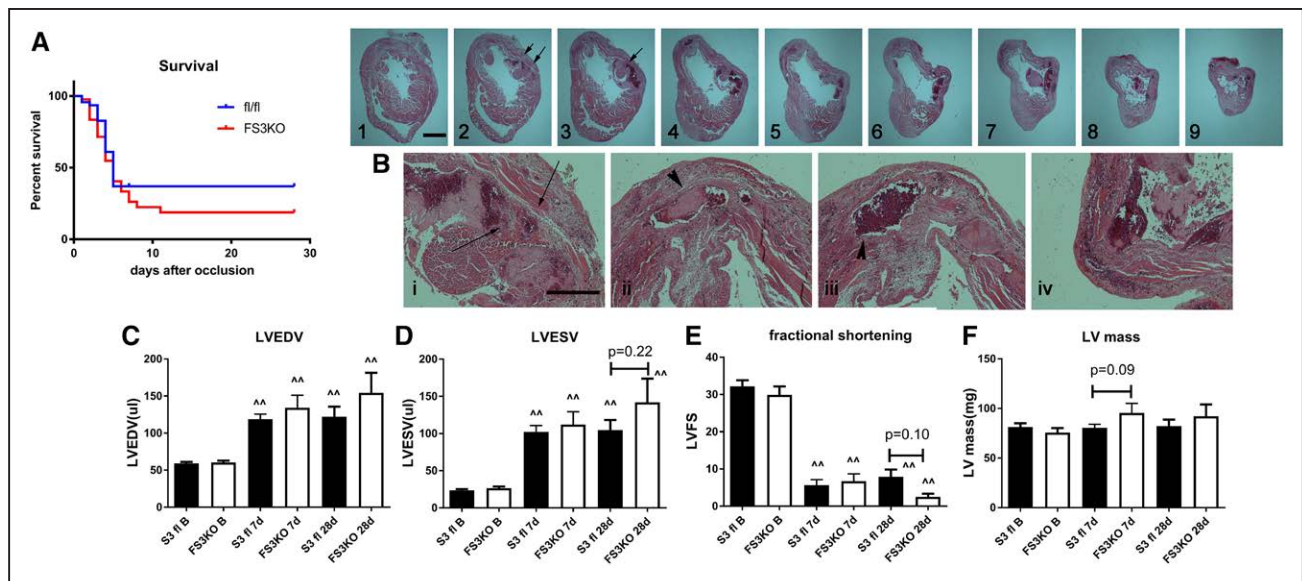 A
Survival
100
50
0
0 10 20 30
Percent survival
days after occlusion
fl/fl
FS3KO
1 2 3 4 5 6 7 8 9
B
i ii iii iv
C
LVEDV
LVEDV(ul)
200
150
100
50
0
^^ ^^ ^^ ^^
S3 fl B FS3KO B S3 fl 7d FS3KO 7d S3 fl 28d FS3KO 28d
D
LVESV
LVESV(ul)
200
150
100
50
0
p=0.22
^^ ^^ ^^ ^^
S3 fl B FS3KO B S3 fl 7d FS3KO 7d S3 fl 28d FS3KO 28d
E
fractional shortening
LVFS
40
30
20
10
0
p=0.10
^^ ^^ ^^ ^^
S3 fl B FS3KO B S3 fl 7d FS3KO 7d S3 fl 28d FS3KO 28d
F
LV mass
LV mass(mg)
150
100
50
0
p=0.09
S3 fl B FS3KO B S3 fl 7d FS3KO 7d S3 fl 28d FS3KO 28d